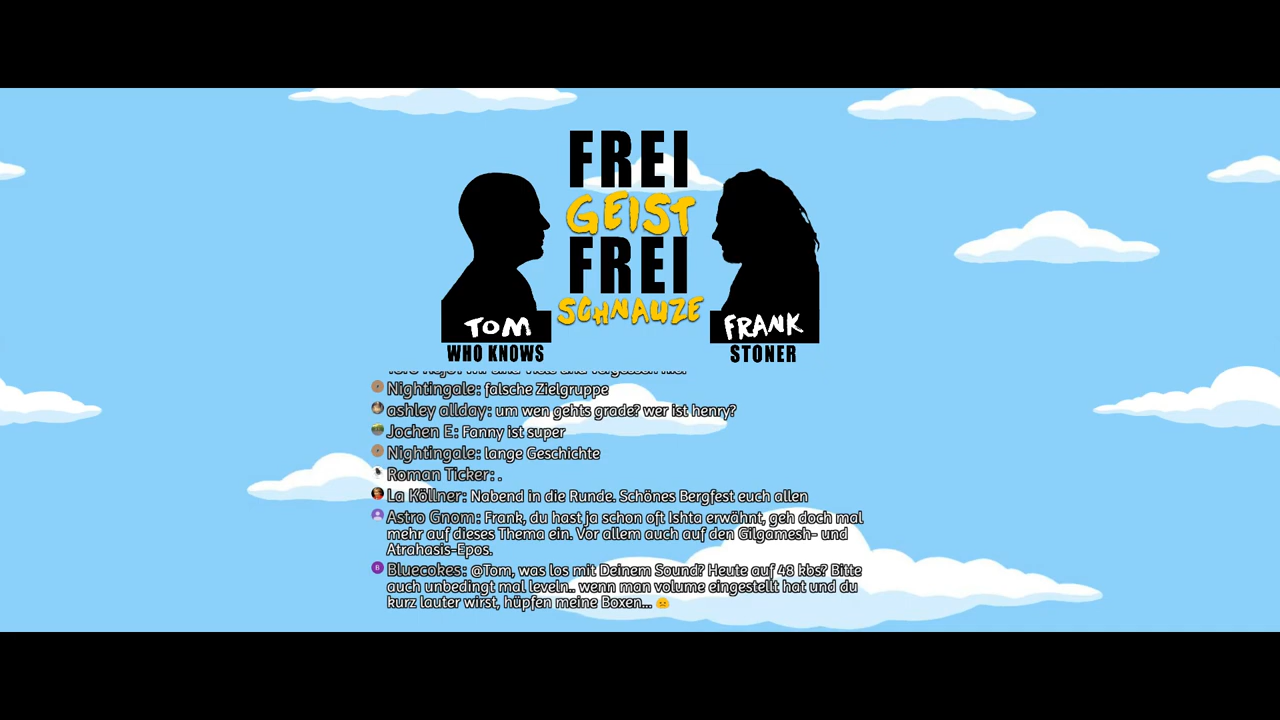 FREI
GEIST
FREI
SCHNAUZE
TOM
WHO KNOWS
FRANK
STONER
Nightingale: falsche Zielgruppe
ashley allday: um wen gehts grade? wer ist henry?
Jochen E: Fanny ist super
Nightingale: lange Geschichte
Roman Ticker: .
La Köllner: Nabend in die Runde. Schönes Bergfest euch allen
Astro Gnom: Frank, du hast ja schon oft Ishta erwähnt, geh doch mal
mehr auf dieses Thema ein. Vor allem auch auf den Gilgamesh- und
Atrahasis-Epos.
B Bluecokes: @Tom, was los mit Deinem Sound? Heute auf 48 kbs? Bitte
auch unbedingt mal leveln.. wenn man volume eingestellt hat und du
kurz lauter wirst, hüpfen meine Boxen...